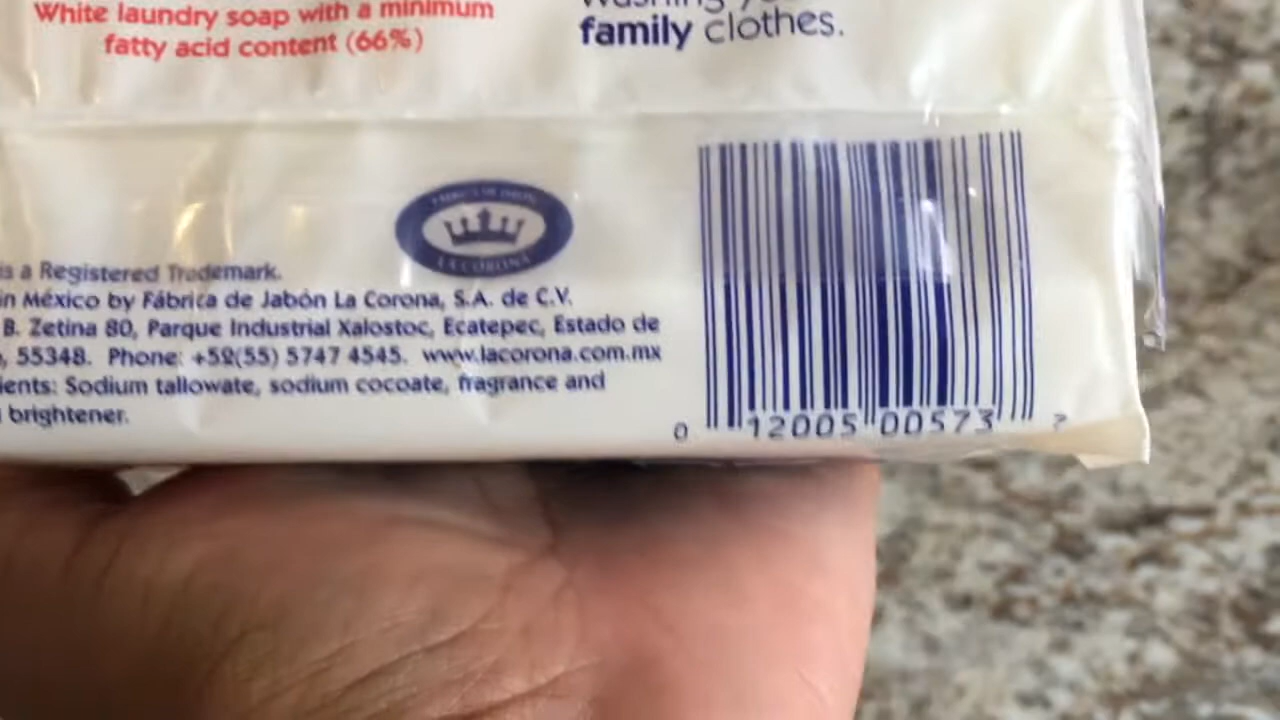 White laundry soap with a minimum
fatty acid content (66%)
family clothes.
LA CORONA
is a Registered Trademark.
in México by Fábrica de Jabón La Corona, S.A. de C.V.
B. Zetina 80, Parque Industrial Xalostoc, Ecatepec, Estado de
, 55348. Phone: +52(55) 5747 4545. www.lacorona.com.mx
ients: Sodium tallowate, sodium cocoate, fragrance and
brightener.
0 12005 00573 7